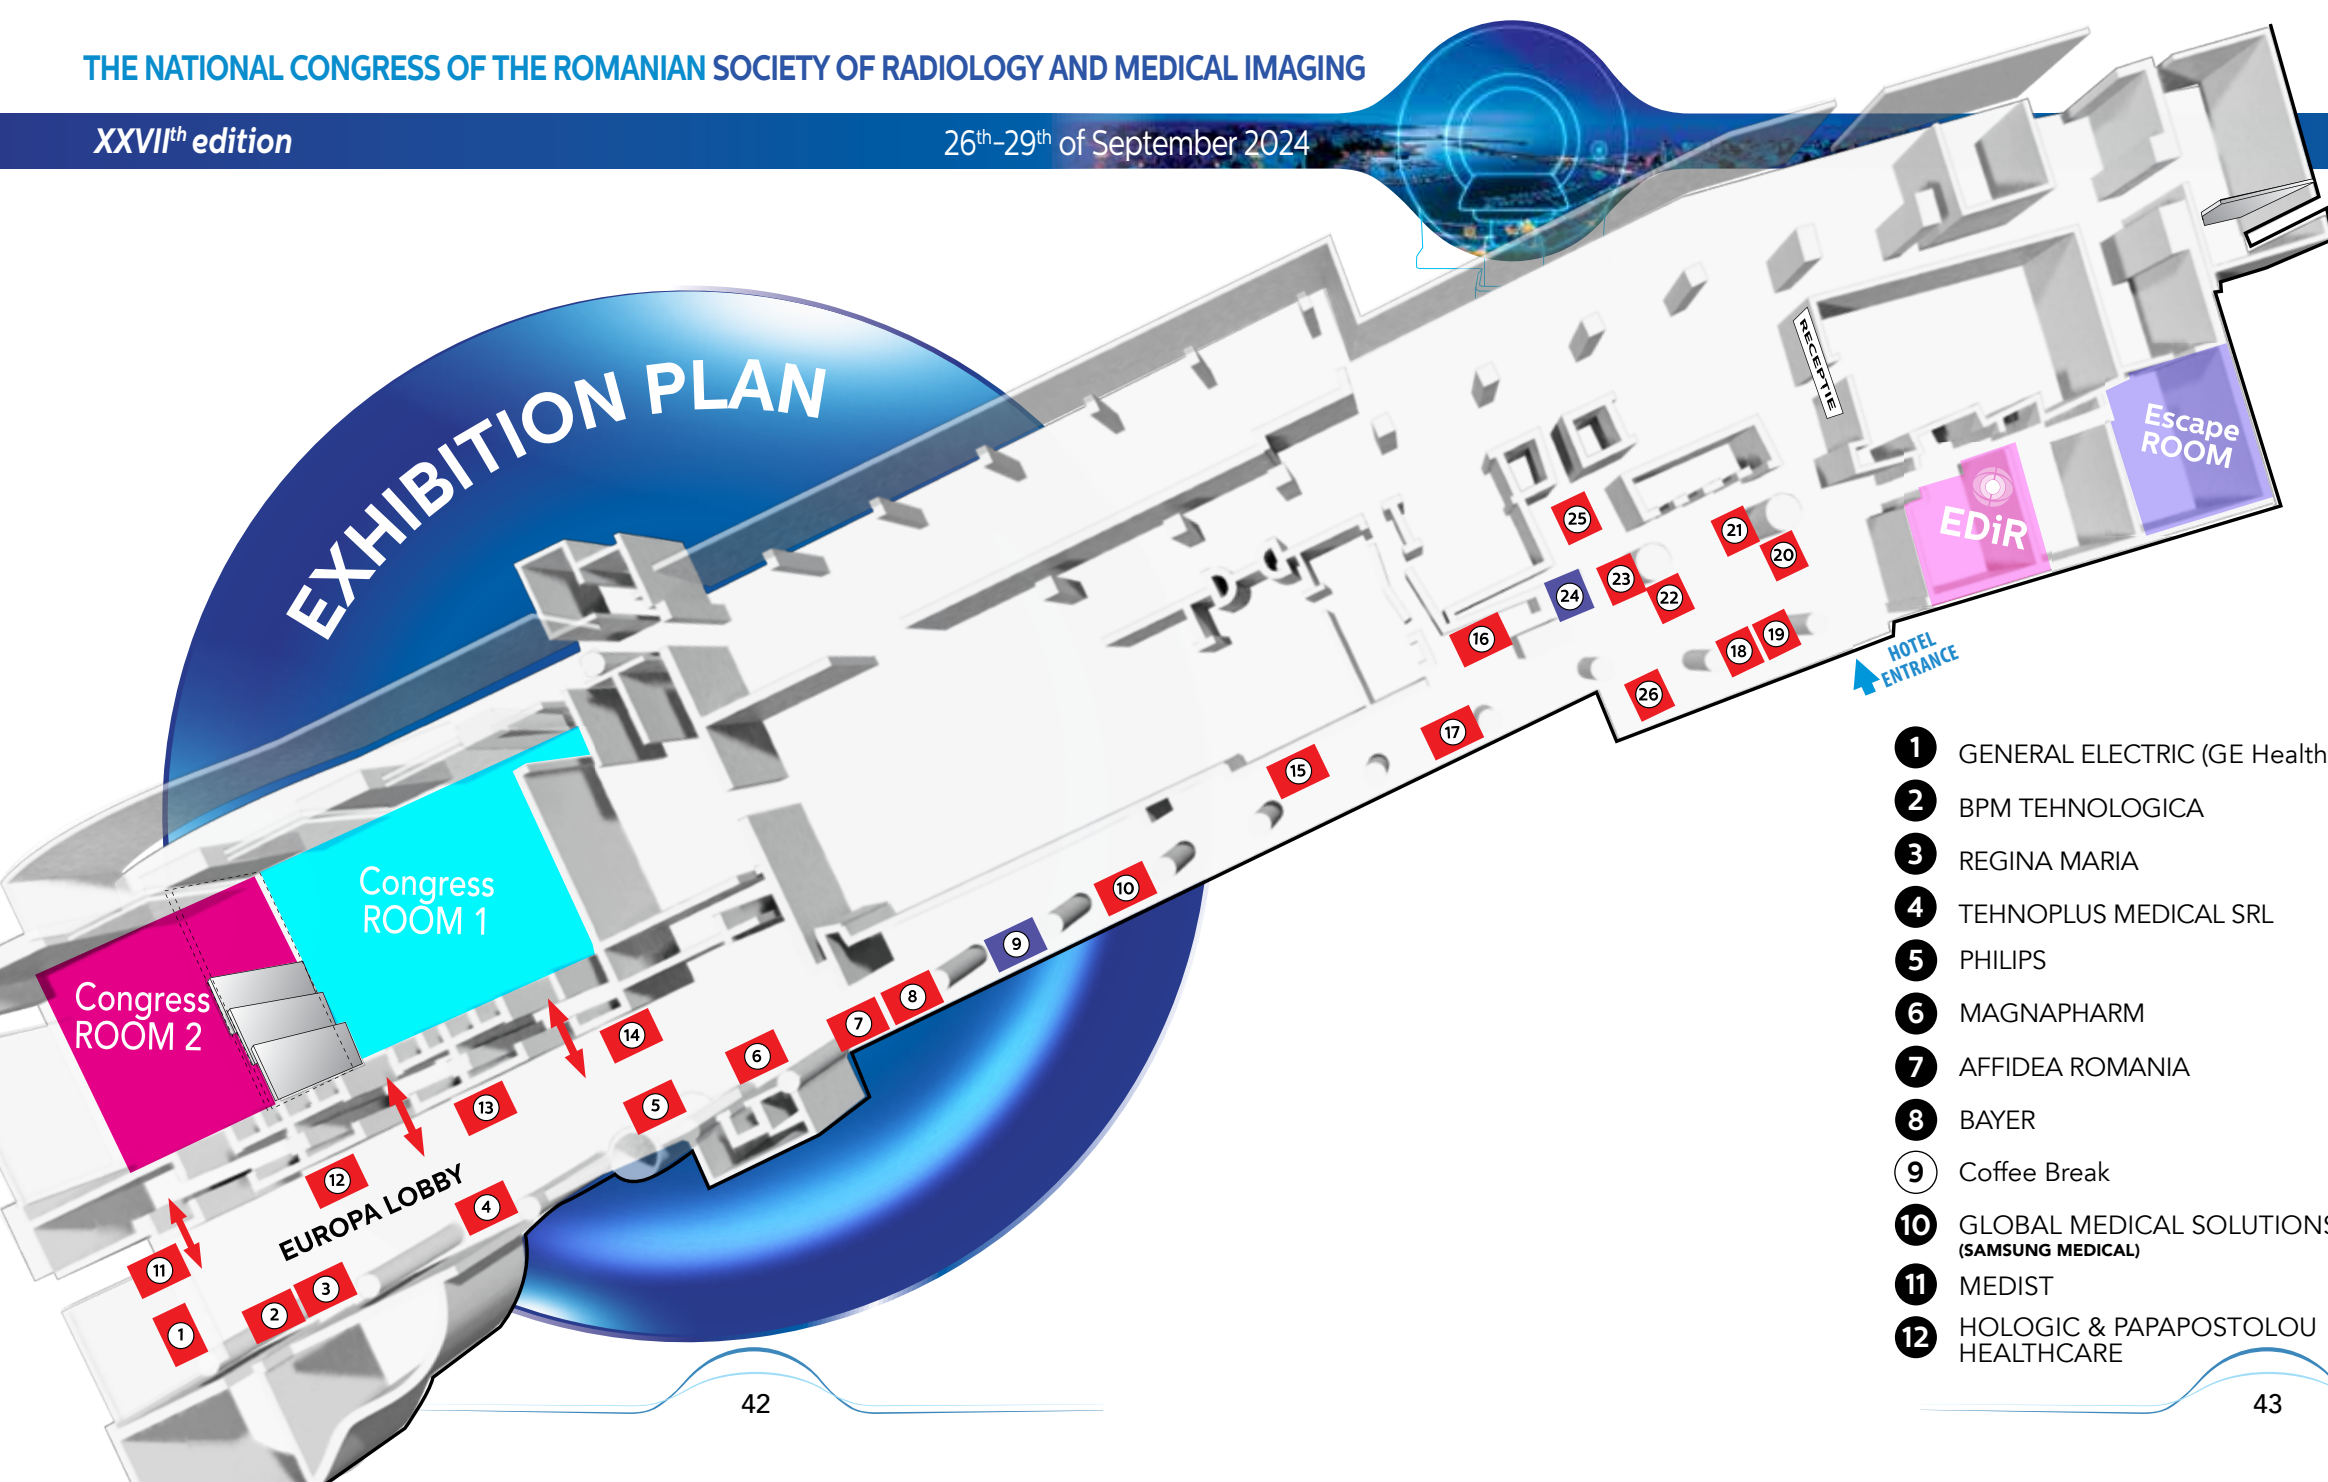 THE NATIONAL CONGRESS OF THE ROMANIAN SOCIETY OF RADIOLOGY AND MEDICAL IMAGING
XXVIIth edition
26th-29th of September 2024
EXHIBITION PLAN
RECEPTIE
Escape
ROOM
EDiR
HOTEL
ENTRANCE
Congress
ROOM 1
Congress
ROOM 2
EUROPA LOBBY
25
21
20
24
23
22
16
19
18
26
17
15
10
9
8
7
14
6
5
13
12
4
11
3
2
1
1 GENERAL ELECTRIC (GE Health
2 BPM TEHNOLOGICA
3 REGINA MARIA
4 TEHNOPLUS MEDICAL SRL
5 PHILIPS
6 MAGNAPHARM
7 AFFIDEA ROMANIA
8 BAYER
9 Coffee Break
10 GLOBAL MEDICAL SOLUTIONS
(SAMSUNG MEDICAL)
11 MEDIST
12 HOLOGIC & PAPAPOSTOLOU
HEALTHCARE
42
43